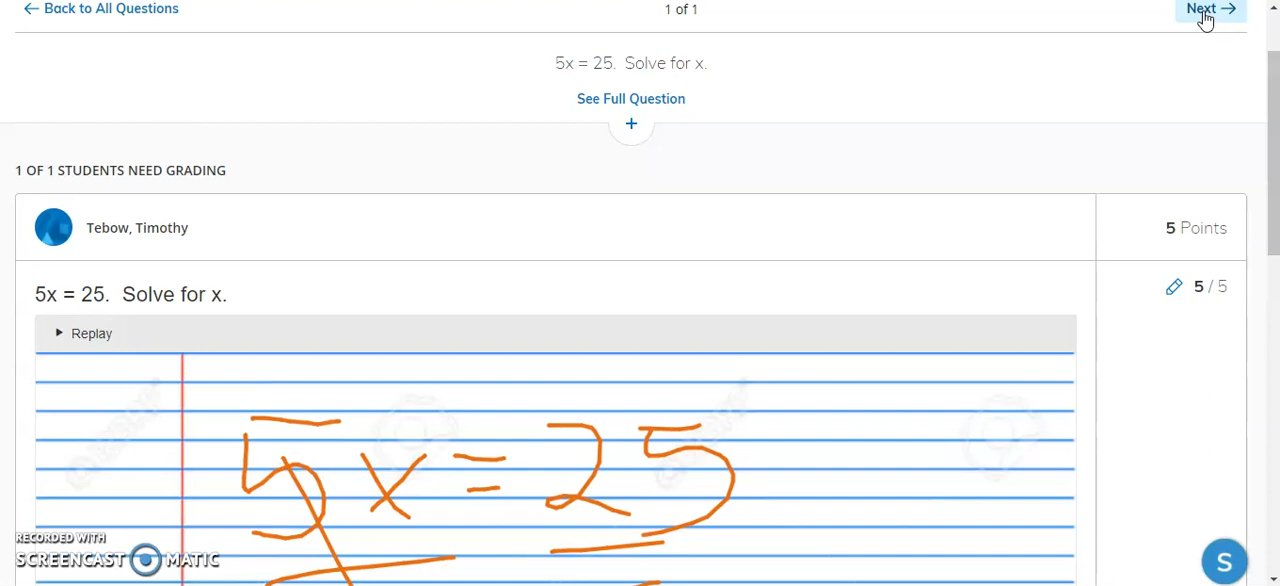 ← Back to All Questions
1 of 1
Next →
5x = 25. Solve for x.
See Full Question
+
1 OF 1 STUDENTS NEED GRADING
Tebow, Timothy
5 Points
5x = 25. Solve for x.
5 / 5
Replay
5x = 25
RECORDED WITH
SCREENCAST MATIC
S